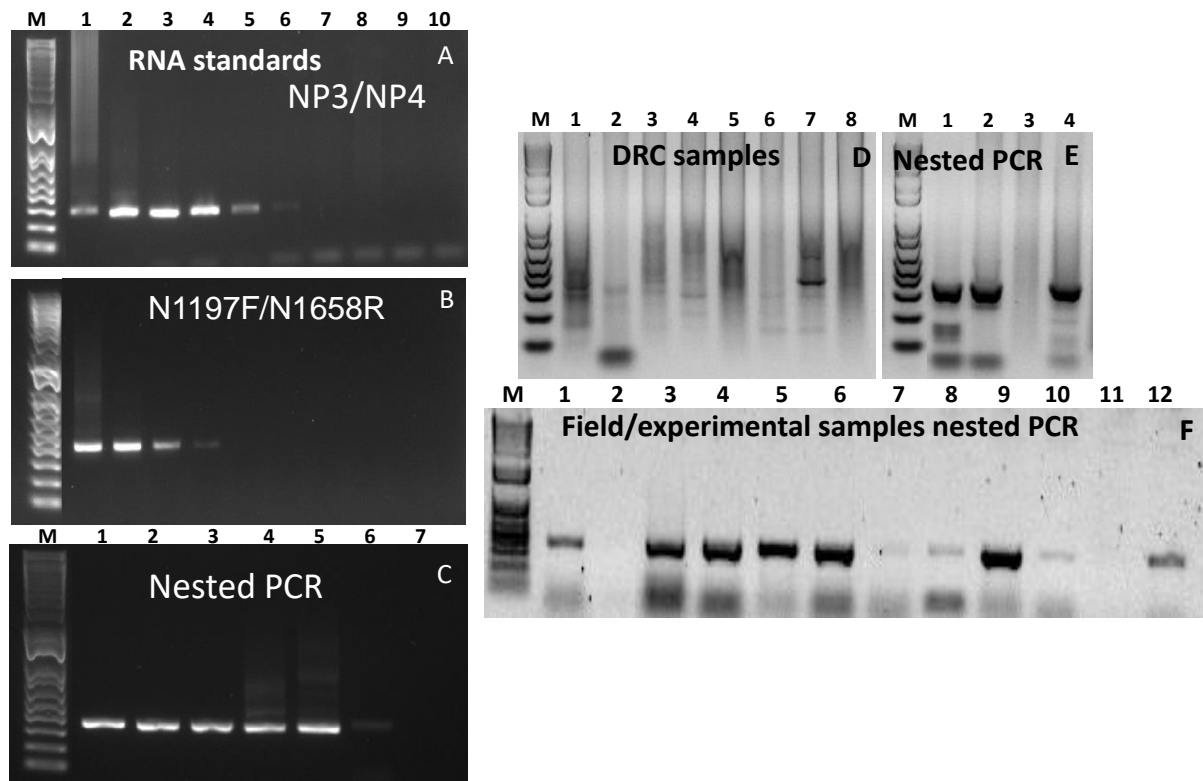 M 1 2 3 4 5 6 7 8 9 10
RNA standards
A
NP3/NP4
N1197F/N1658R
B
M 1 2 3 4 5 6 7
Nested PCR
C
M 1 2 3 4 5 6 7 8
DRC samples
D
M 1 2 3 4
Nested PCR
E
M 1 2 3 4 5 6 7 8 9 10 11 12
Field/experimental samples nested PCR
F